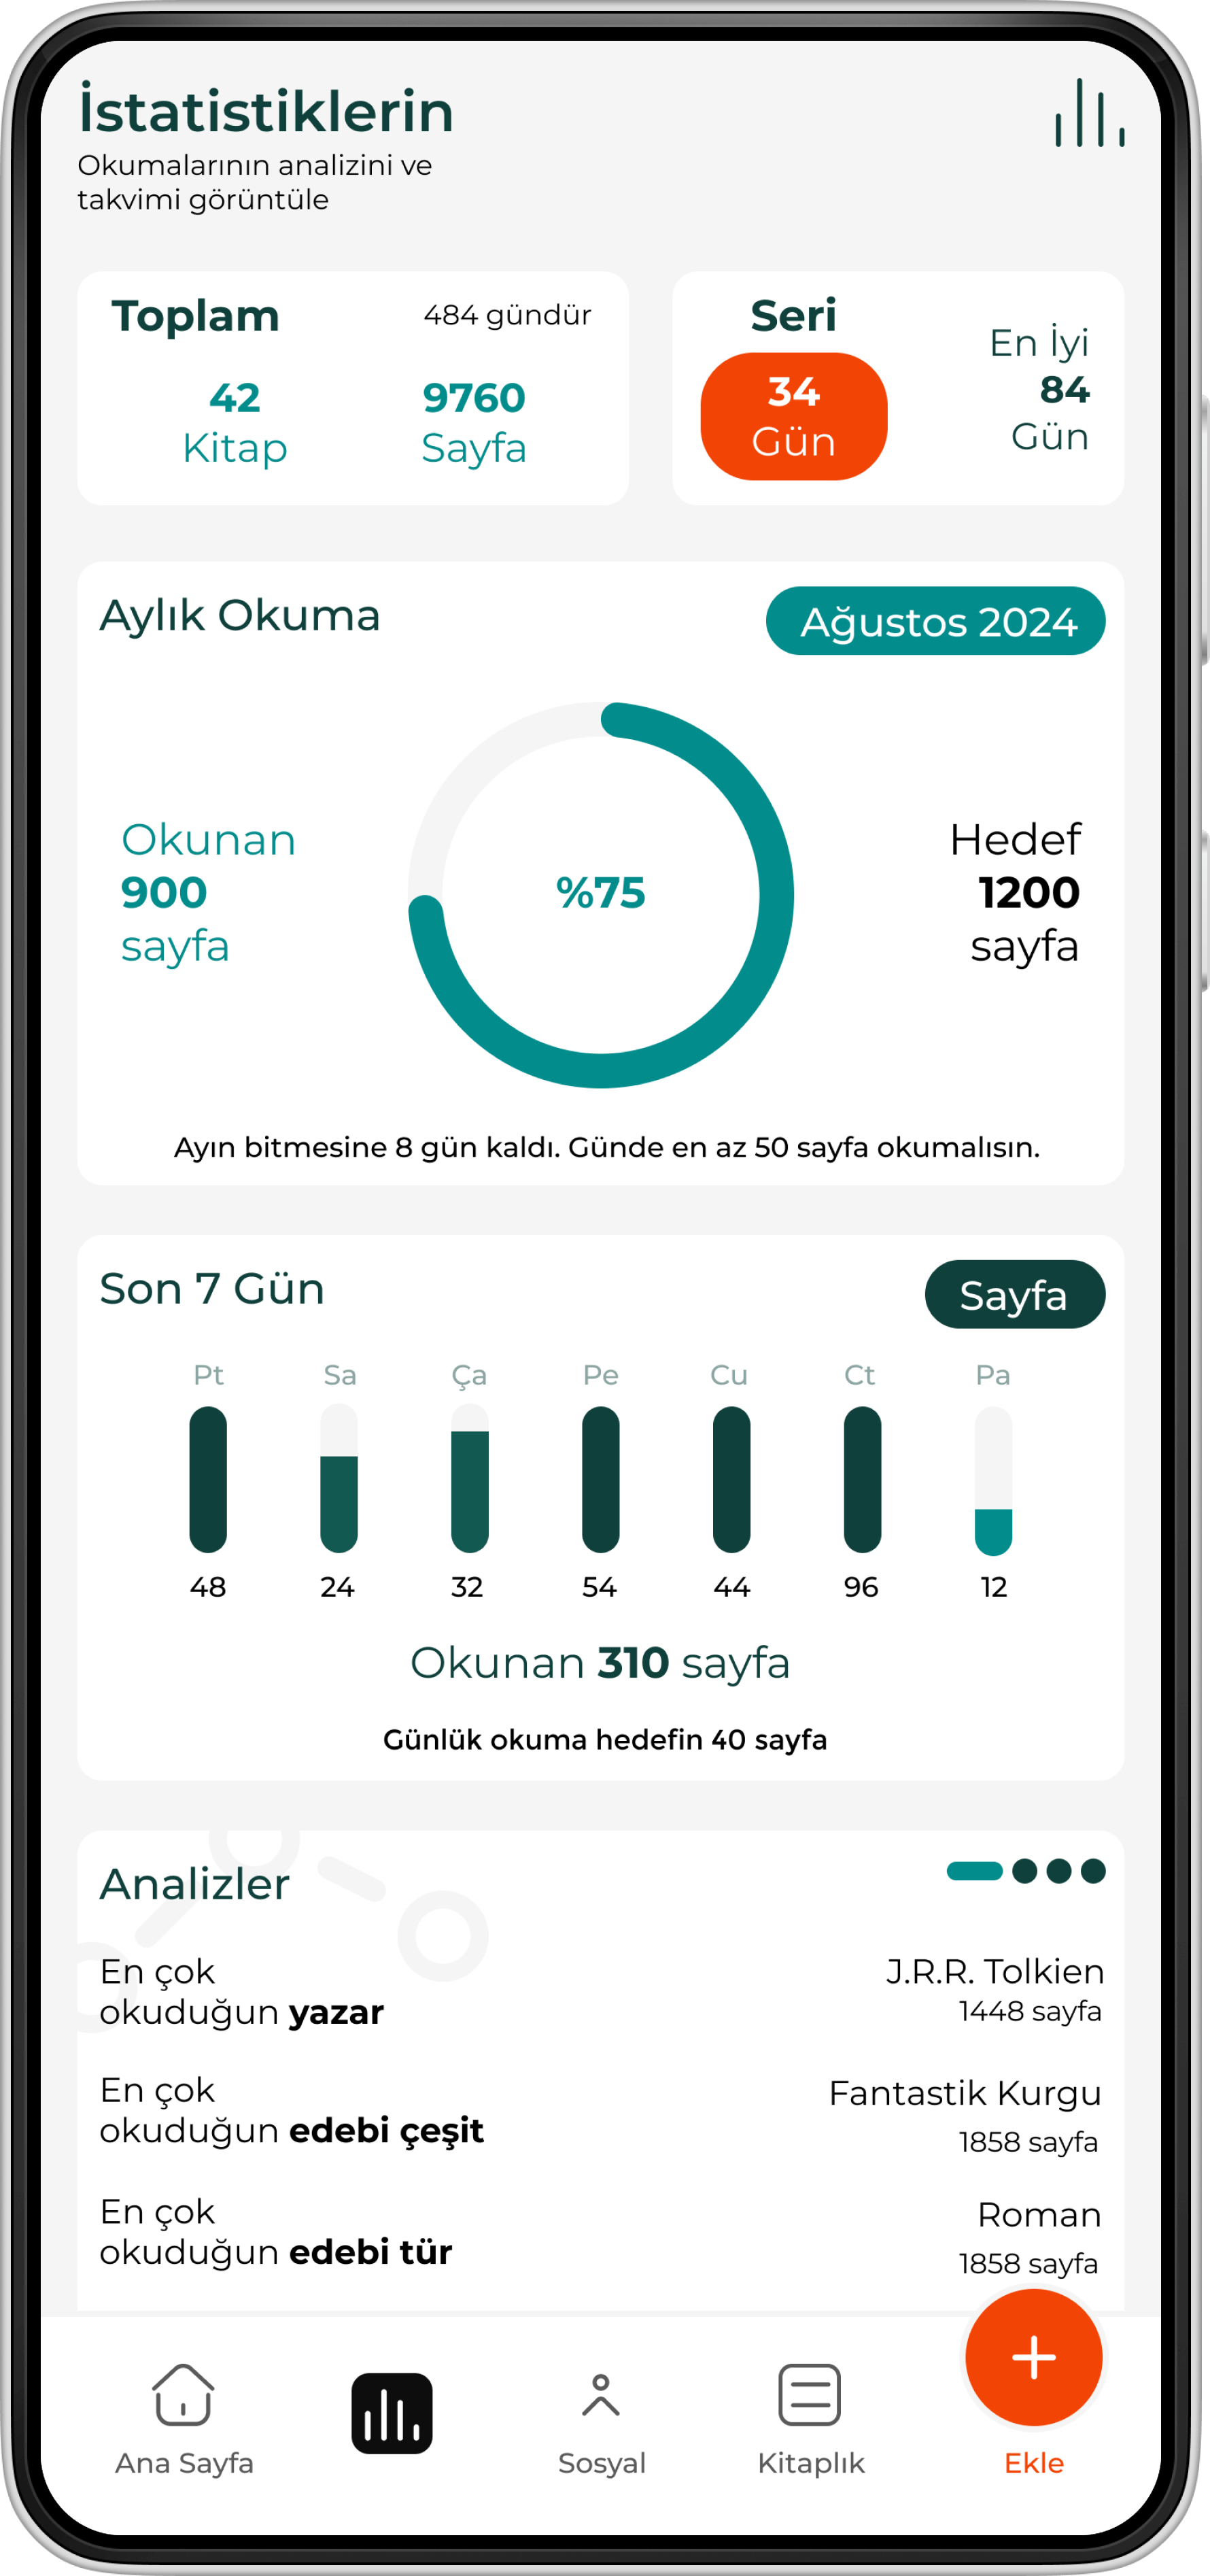 İstatistiklerin
Okumalarının analizini ve
takvimi görüntüle
Toplam 484 gündür
42 9760
Kitap Sayfa
Seri
34
Gün
En İyi
84
Gün
Aylık Okuma Ağustos 2024
Okunan
900
sayfa
%75
Hedef
1200
sayfa
Ayın bitmesine 8 gün kaldı. Günde en az 50 sayfa okumalısın.
Son 7 Gün Sayfa
Pt Sa Ça Pe Cu Ct Pa
48 24 32 54 44 96 12
Okunan 310 sayfa
Günlük okuma hedefin 40 sayfa
Analizler
En çok
okuduğun yazar
J.R.R. Tolkien
1448 sayfa
En çok
okuduğun edebi çeşit
Fantastik Kurgu
1858 sayfa
En çok
okuduğun edebi tür
Roman
1858 sayfa
Ana Sayfa Sosyal Kitaplık Ekle